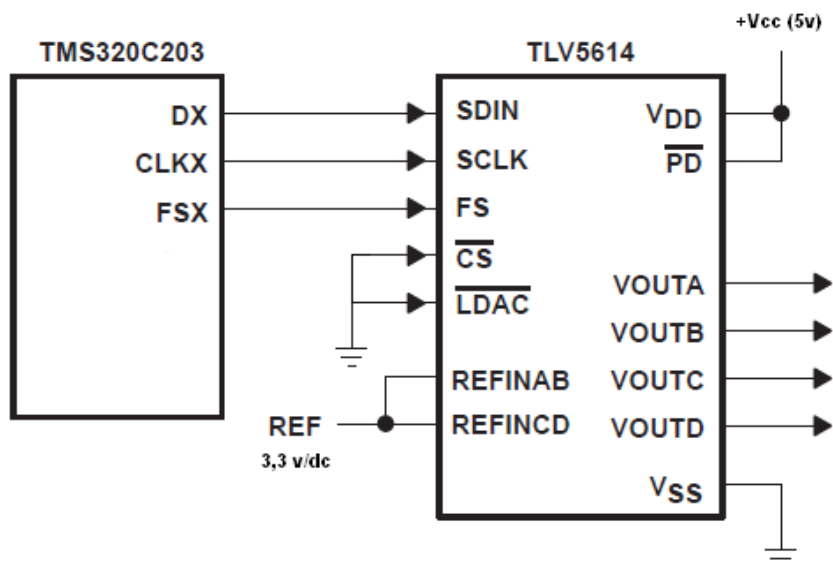 +Vcc (5v)
TMS320C203
TLV5614
DX
CLKX
FSX
SDIN
SCLK
FS
CS
LDAC
REFINAB
REFINCD
VDD
PD
VOUTA
VOUTB
VOUTC
VOUTD
VSS
REF
3,3 v/dc